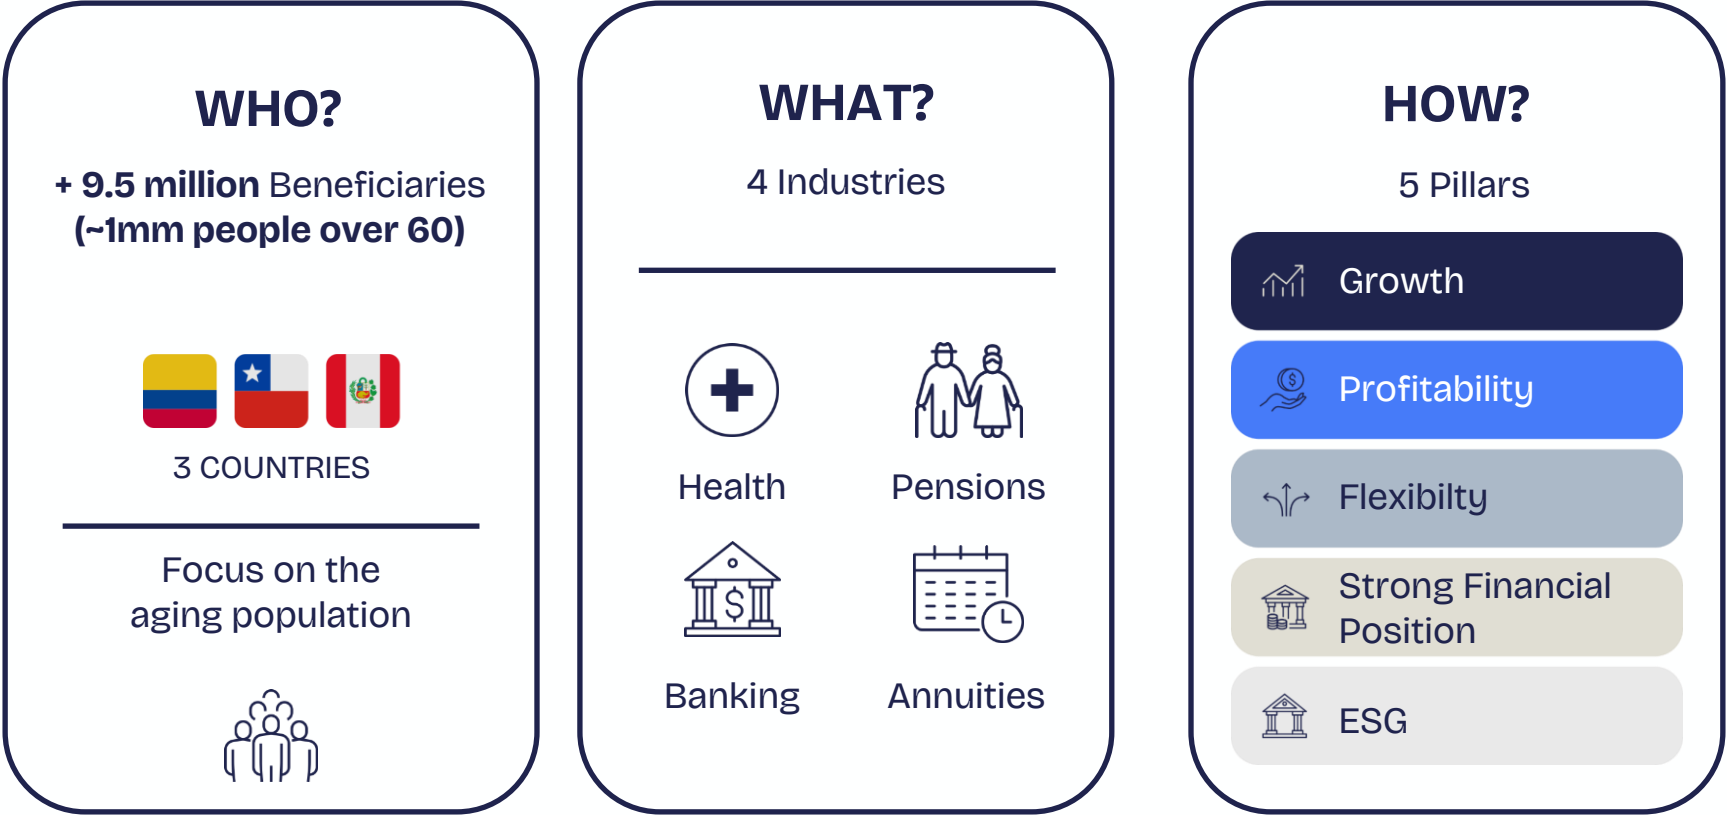 WHO?
+ 9.5 million Beneficiaries
(~1mm people over 60)
3 COUNTRIES
Focus on the
aging population
WHAT?
4 Industries
Health
Pensions
Banking
Annuities
HOW?
5 Pillars
Growth
Profitability
Flexibilty
Strong Financial
Position
ESG